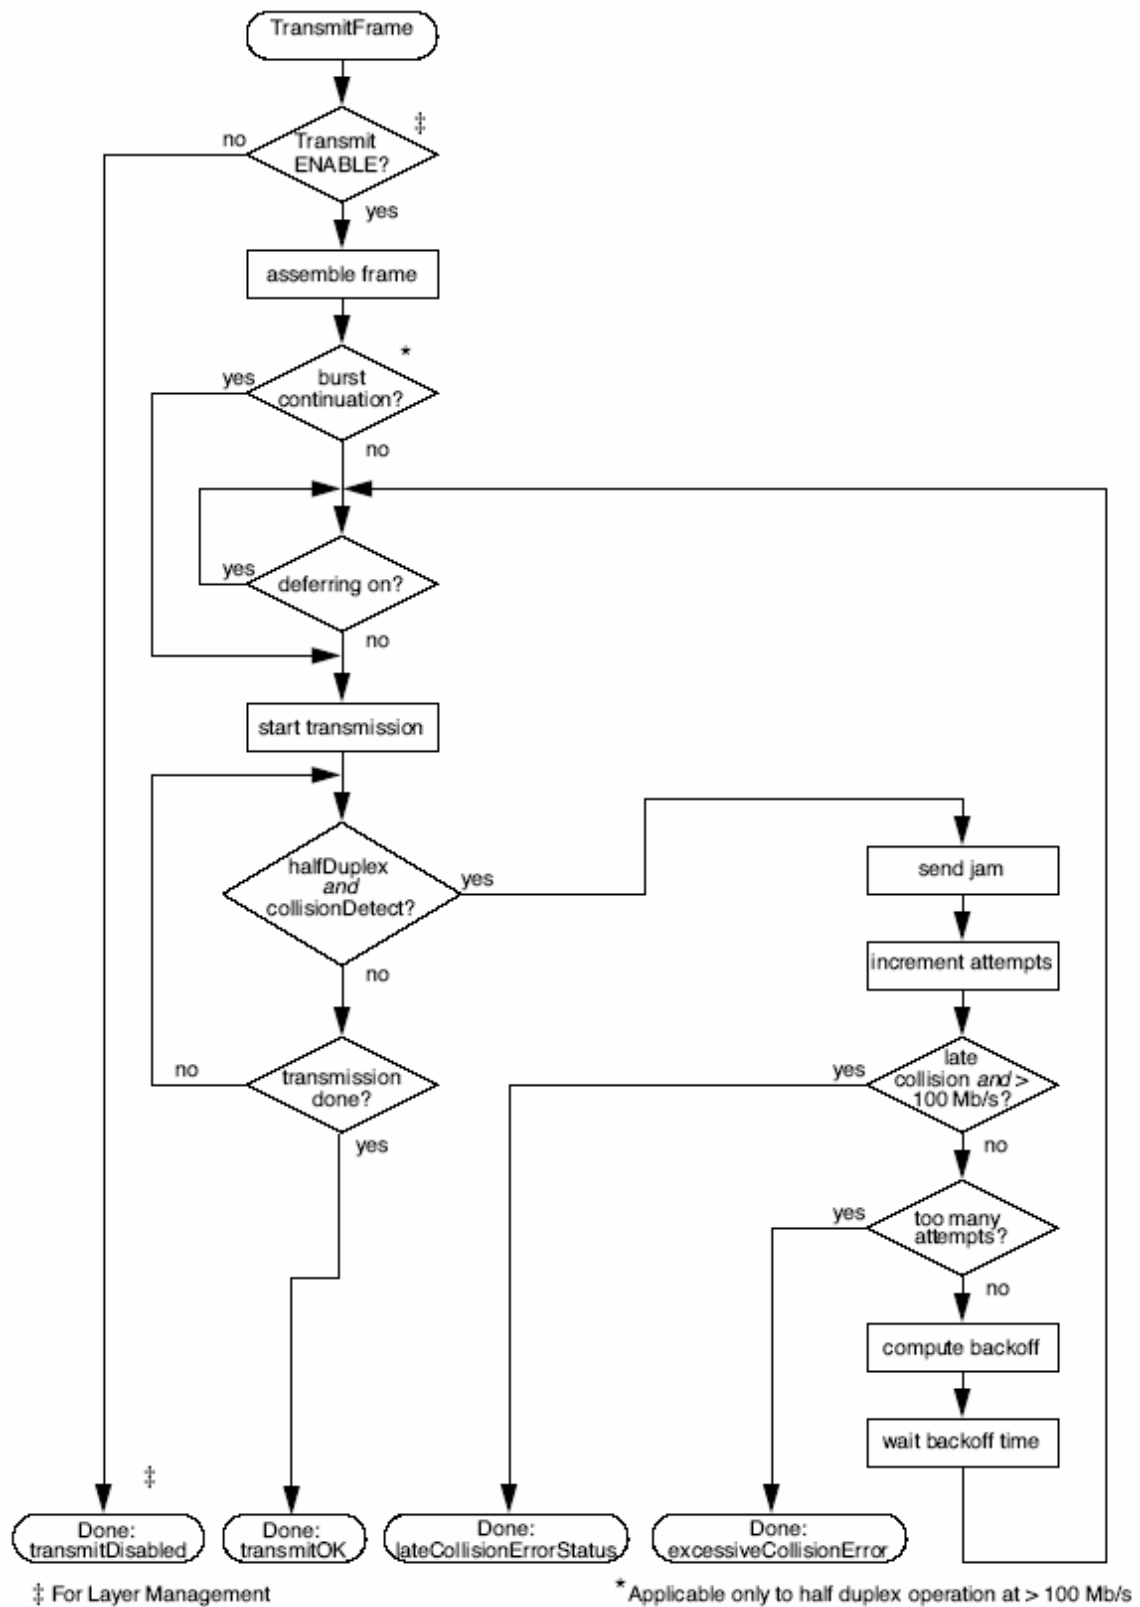 TransmitFrame
‡
no
Transmit
ENABLE?
yes
assemble frame
*
yes
burst
continuation?
no
yes
deferring on?
no
start transmission
halfDuplex
and
collisionDetect?
yes
no
send jam
increment attempts
no
transmission
done?
yes
yes
late
collision and >
100 Mb/s?
no
yes
too many
attempts?
no
compute backoff
wait backoff time
‡
Done:
transmitDisabled
Done:
transmitOK
Done:
lateCollisionErrorStatus
Done:
excessiveCollisionError
‡ For Layer Management
*Applicable only to half duplex operation at > 100 Mb/s